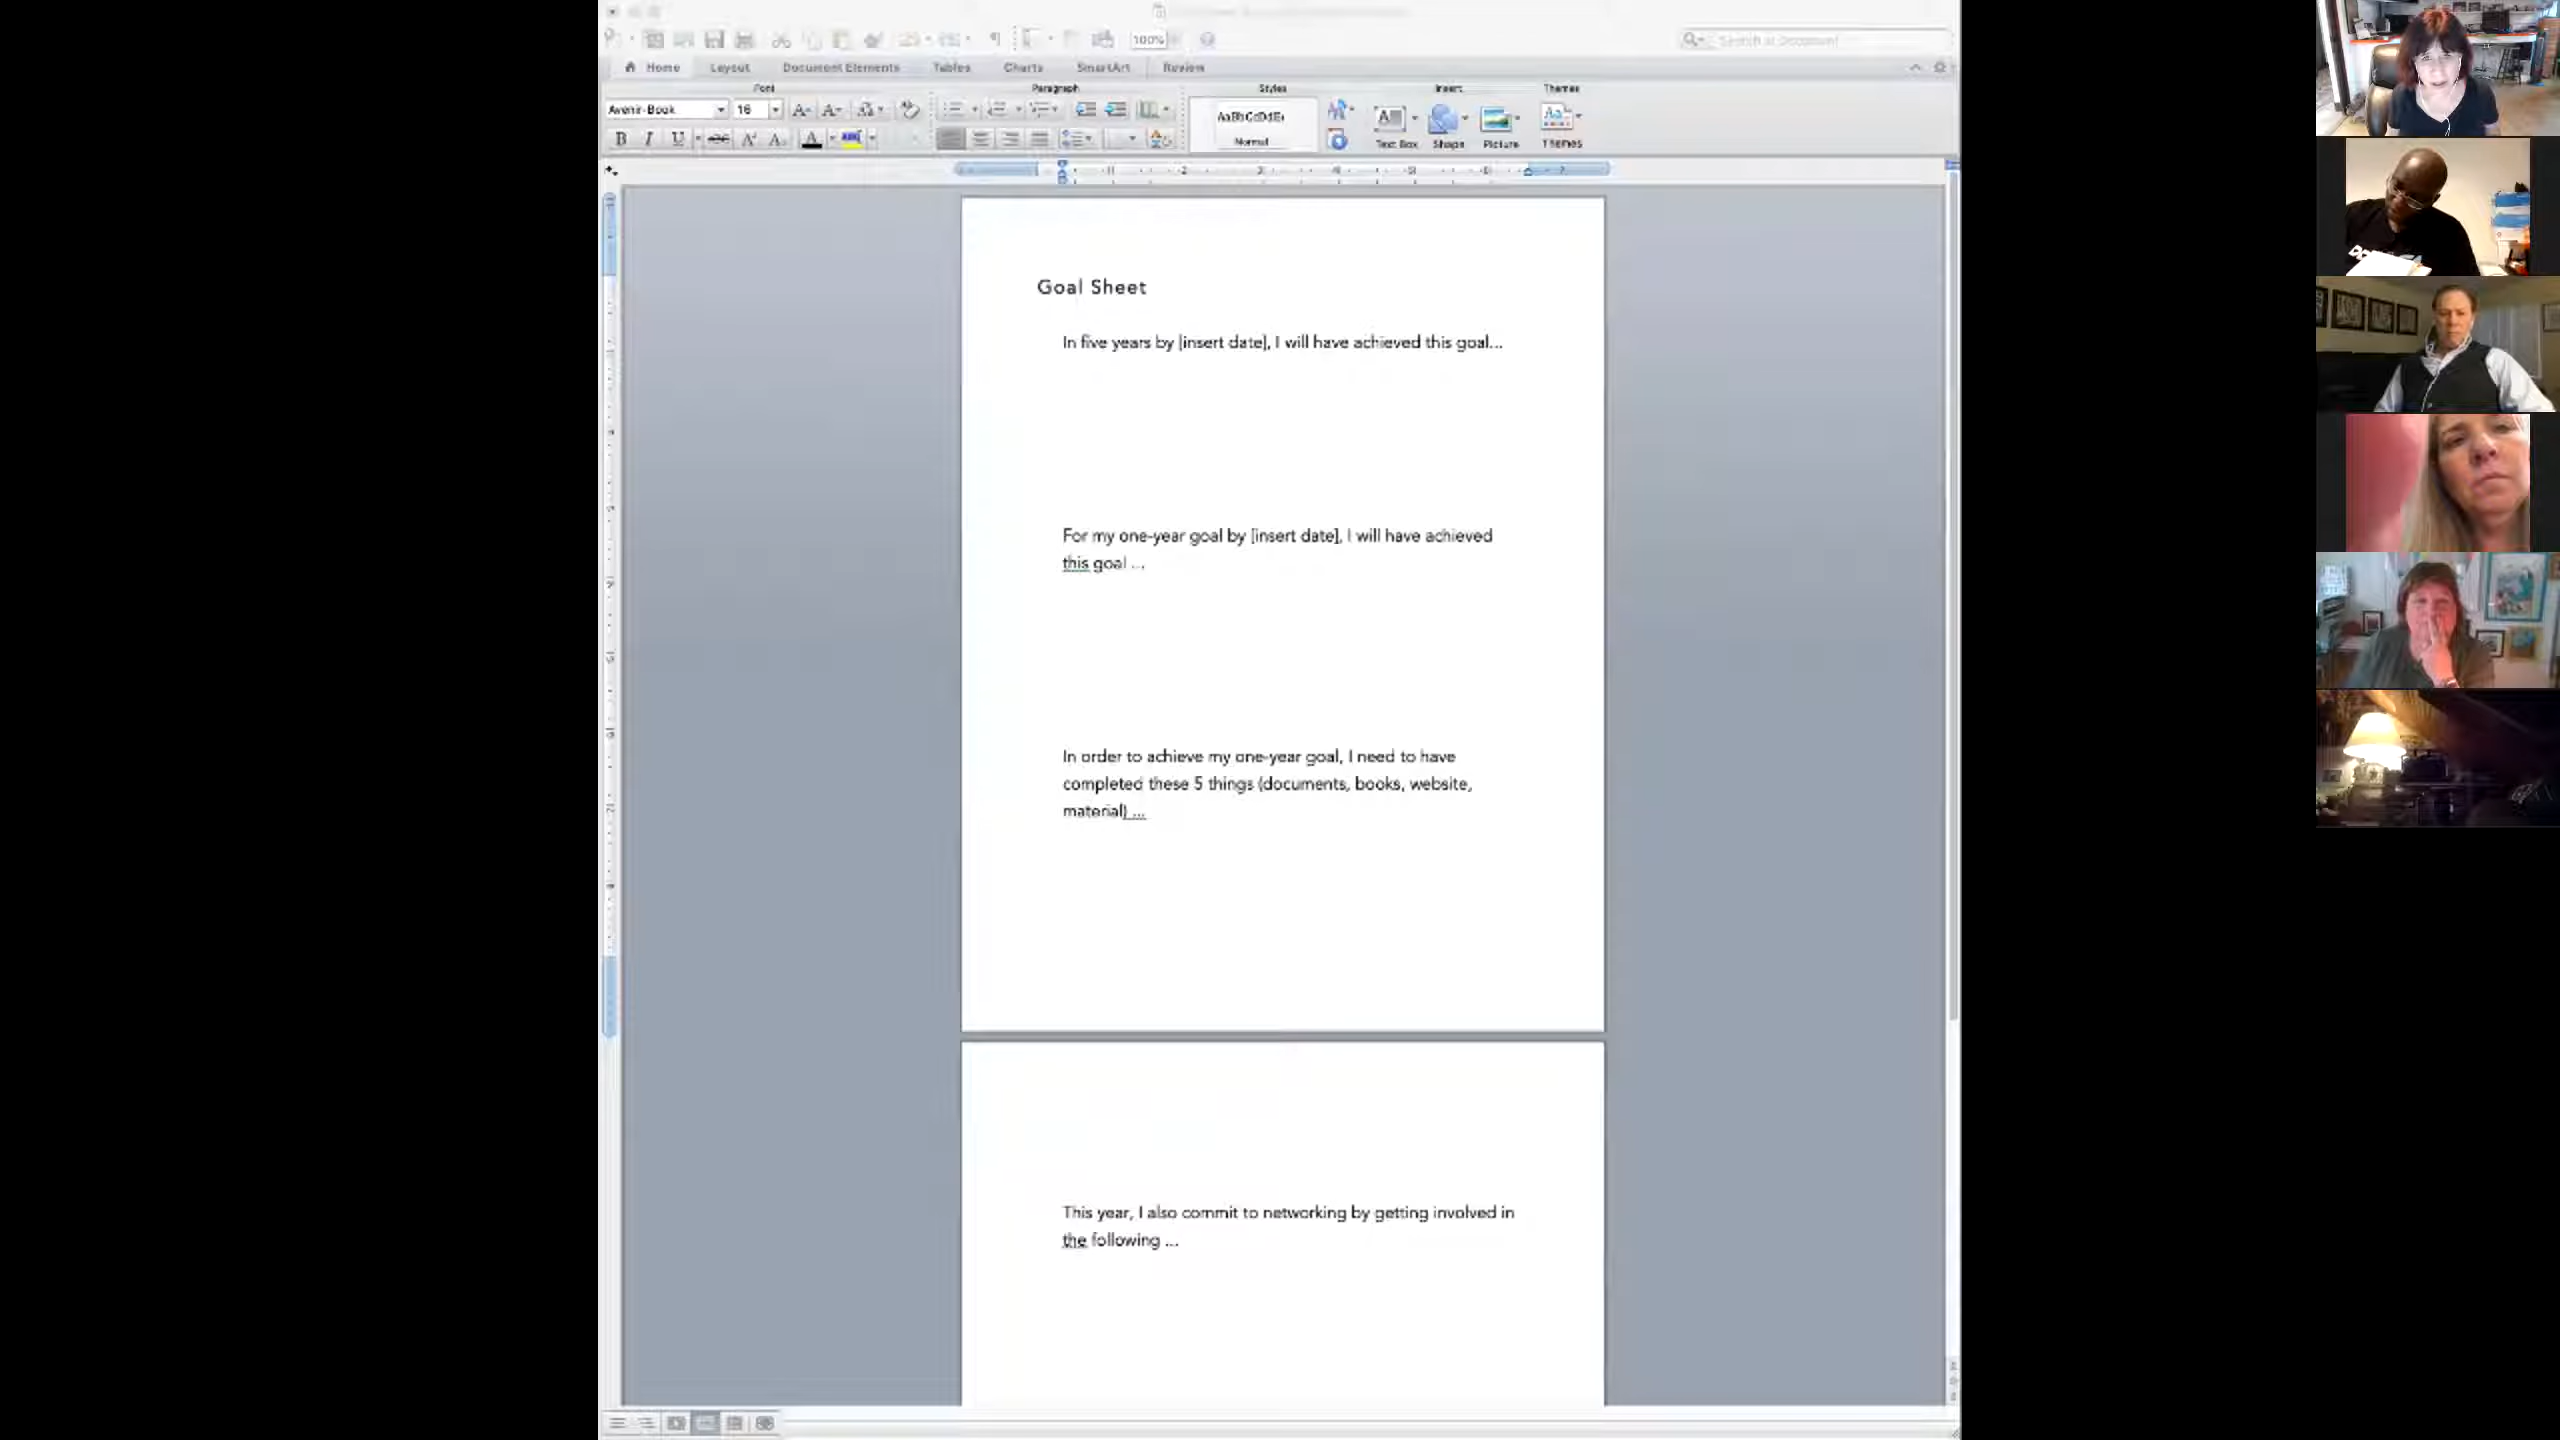 100%
Home Layout Document Elements Tables Charts SmartArt Review
Font Paragraph Styles Insert Themes
Avenir-Book 16
AaBbCcDdEe
Normal
Text Box Shape Picture Themes
Goal Sheet
In five years by [insert date], I will have achieved this goal...
For my one-year goal by [insert date], I will have achieved
this goal ...
In order to achieve my one-year goal, I need to have
completed these 5 things (documents, books, website,
material) ...
This year, I also commit to networking by getting involved in
the following ...